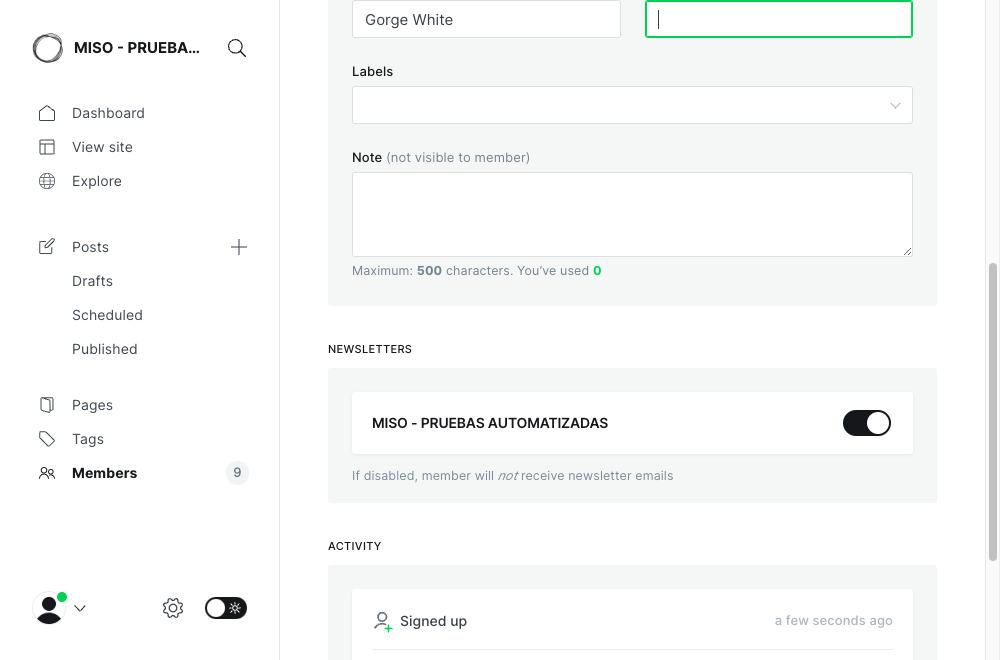 MISO - PRUEBA...
Dashboard
View site
Explore
Posts
Drafts
Scheduled
Published
Pages
Tags
Members 9
Gorge White
Labels
Note (not visible to member)
Maximum: 500 characters. You've used 0
NEWSLETTERS
MISO - PRUEBAS AUTOMATIZADAS
If disabled, member will not receive newsletter emails
ACTIVITY
Signed up a few seconds ago